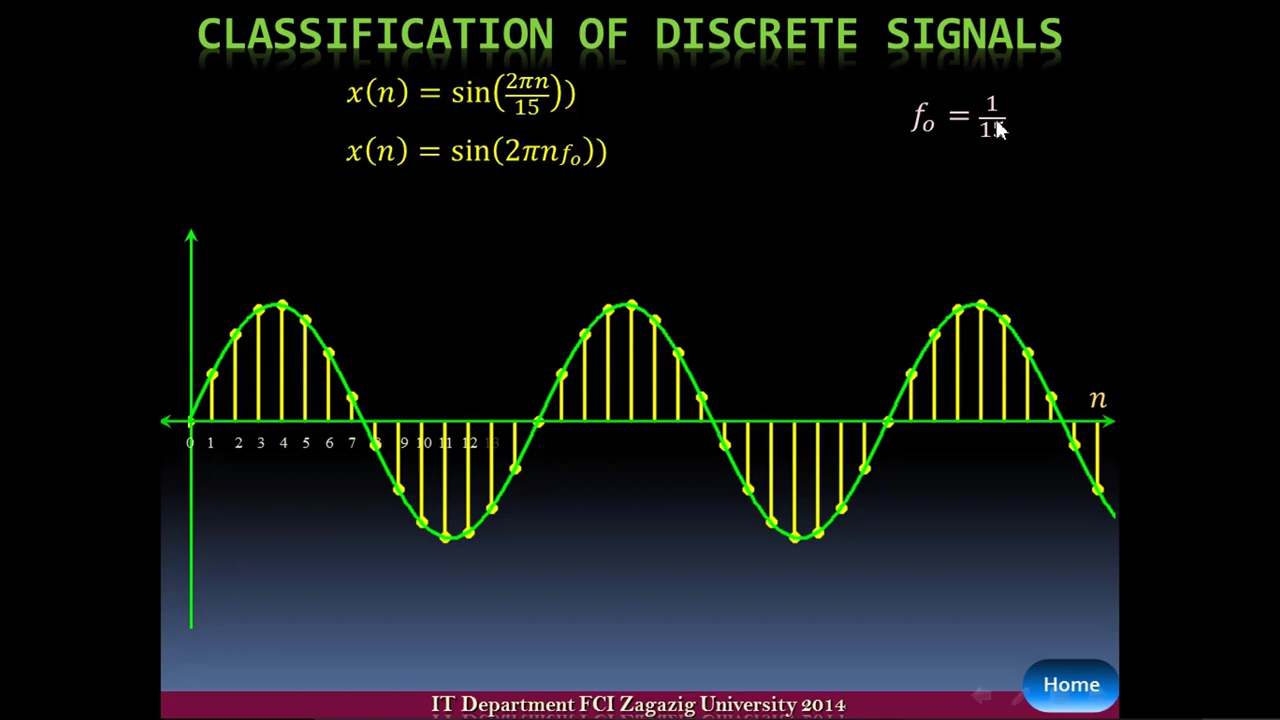 CLASSIFICATION OF DISCRETE SIGNALS
x(n) = sin(2πn/15))
x(n) = sin(2πnfₒ))
fₒ = 1/15
n
0 1 2 3 4 5 6 7 8 9 10 11 12 13
Home
IT Department FCI Zagazig University 2014